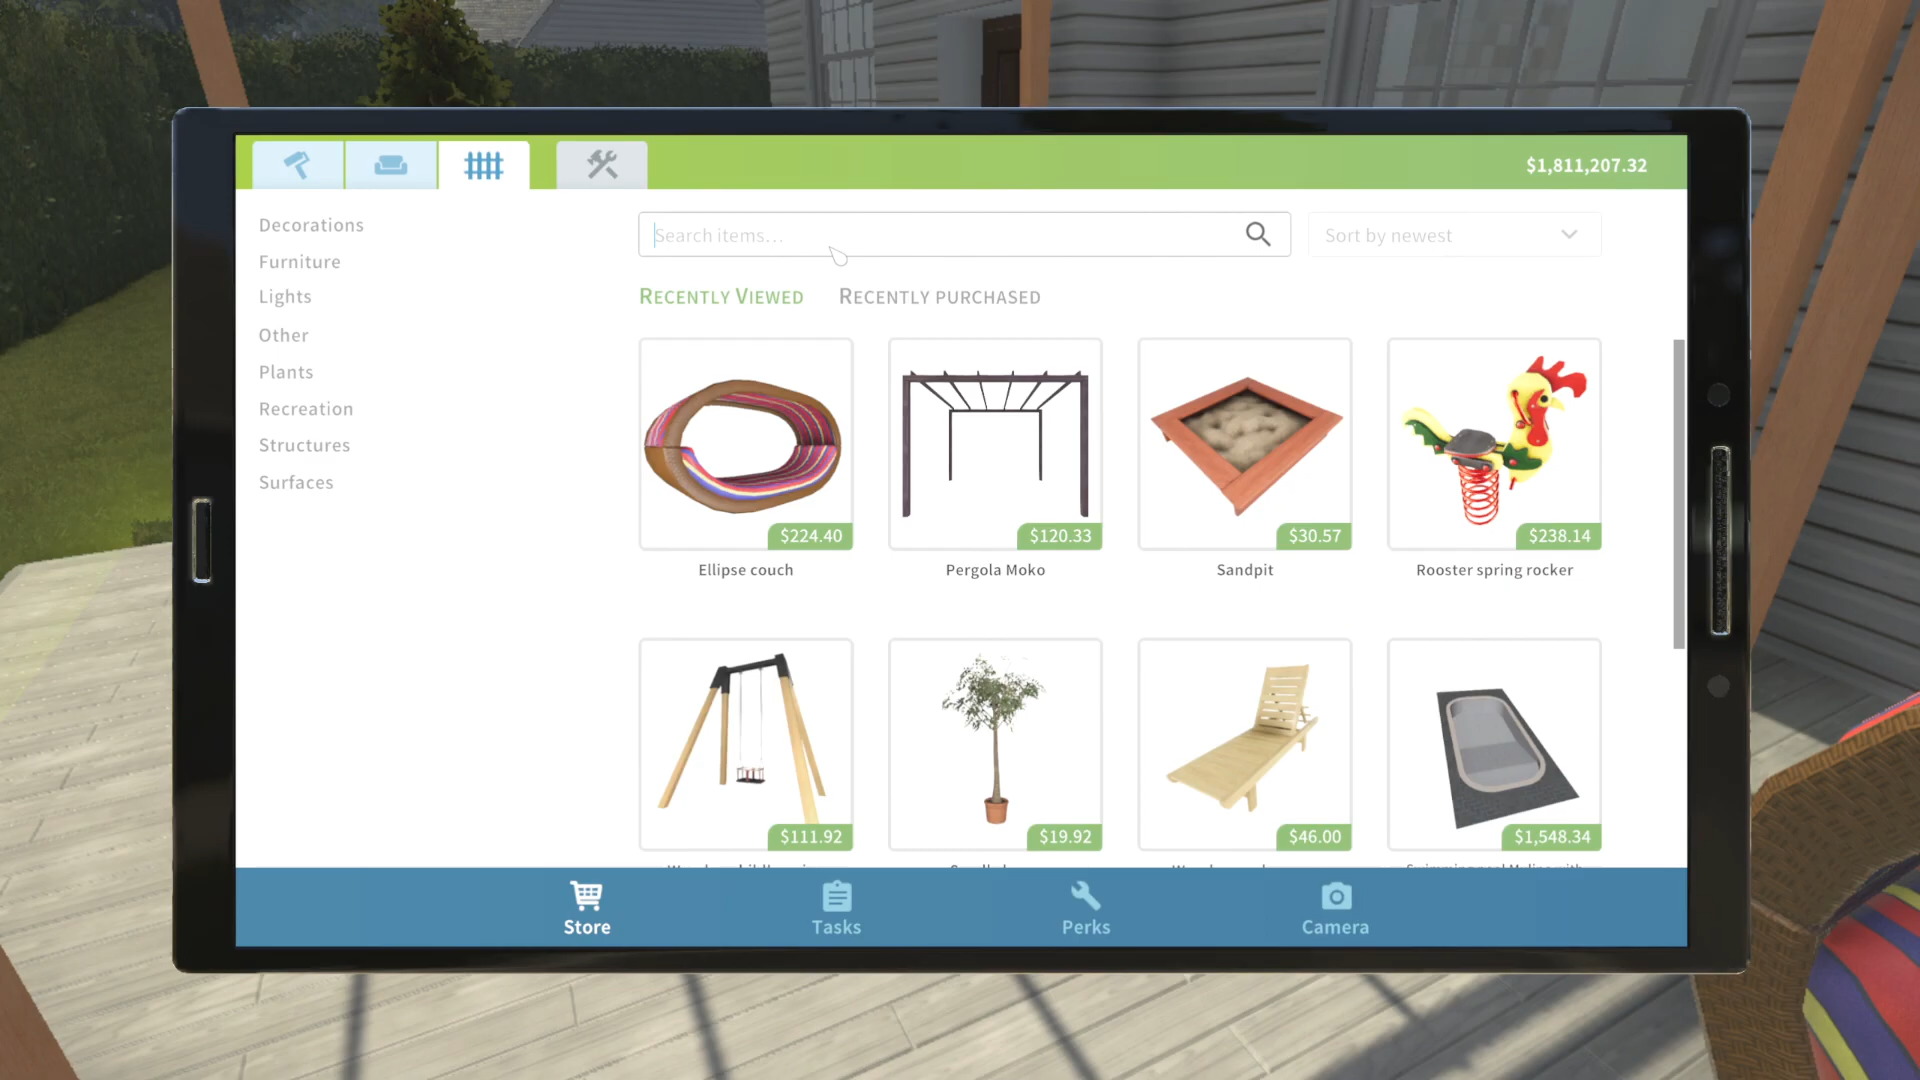 $1,811,207.32
Decorations
Furniture
Lights
Other
Plants
Recreation
Structures
Surfaces
Search items...
Sort by newest
RECENTLY VIEWED
RECENTLY PURCHASED
$224.40
$120.33
$30.57
$238.14
Ellipse couch
Pergola Moko
Sandpit
Rooster spring rocker
$111.92
$19.92
$46.00
$1,548.34
Store
Tasks
Perks
Camera